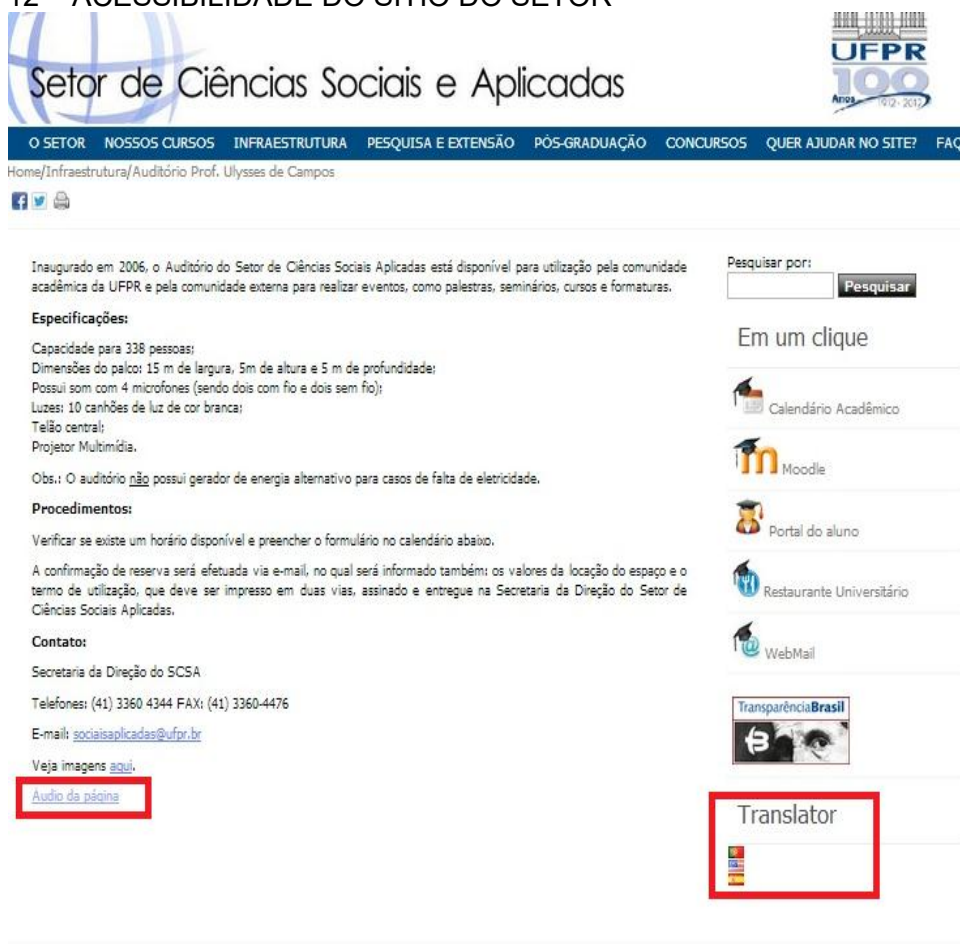 12 – ACESSIBILIDADE DO SÍTIO DO SETOR
Setor de Ciências Sociais e Aplicadas
UFPR
100
Anos 1912-2012
O SETOR NOSSOS CURSOS INFRAESTRUTURA PESQUISA E EXTENSÃO PÓS-GRADUAÇÃO CONCURSOS QUER AJUDAR NO SITE? FAQ
Home/Infraestrutura/Auditório Prof. Ulysses de Campos
Inaugurado em 2006, o Auditório do Setor de Ciências Sociais Aplicadas está disponível para utilização pela comunidade
acadêmica da UFPR e pela comunidade externa para realizar eventos, como palestras, seminários, cursos e formaturas.
Especificações:
Capacidade para 338 pessoas;
Dimensões do palco: 15 m de largura, 5m de altura e 5 m de profundidade;
Possui som com 4 microfones (sendo dois com fio e dois sem fio);
Luzes: 10 canhões de luz de cor branca;
Telão central;
Projetor Multimídia.
Obs.: O auditório não possui gerador de energia alternativo para casos de falta de eletricidade.
Procedimentos:
Verificar se existe um horário disponível e preencher o formulário no calendário abaixo.
A confirmação de reserva será efetuada via e-mail, no qual será informado também: os valores da locação do espaço e o
termo de utilização, que deve ser impresso em duas vias, assinado e entregue na Secretaria da Direção do Setor de
Ciências Sociais Aplicadas.
Contato:
Secretaria da Direção do SCSA
Telefones: (41) 3360 4344 FAX: (41) 3360-4476
E-mail: sociaisaplicadas@ufpr.br
Veja imagens aqui.
Áudio da página
Pesquisar por:
Pesquisar
Em um clique
Calendário Acadêmico
Moodle
Portal do aluno
Restaurante Universitário
WebMail
TransparênciaBrasil
Translator